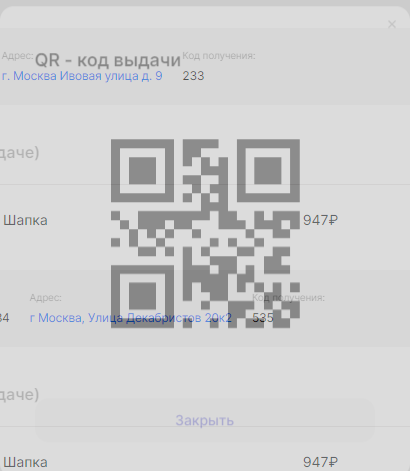 ×
Адрес:
QR - код выдачи
Код получения:
г. Москва Ивовая улица д. 9
233
даче)
Шапка
947₽
Адрес:
Код получения:
34
г Москва, Улица Декабристов 20к2
535
даче)
Закрыть
Шапка
947₽